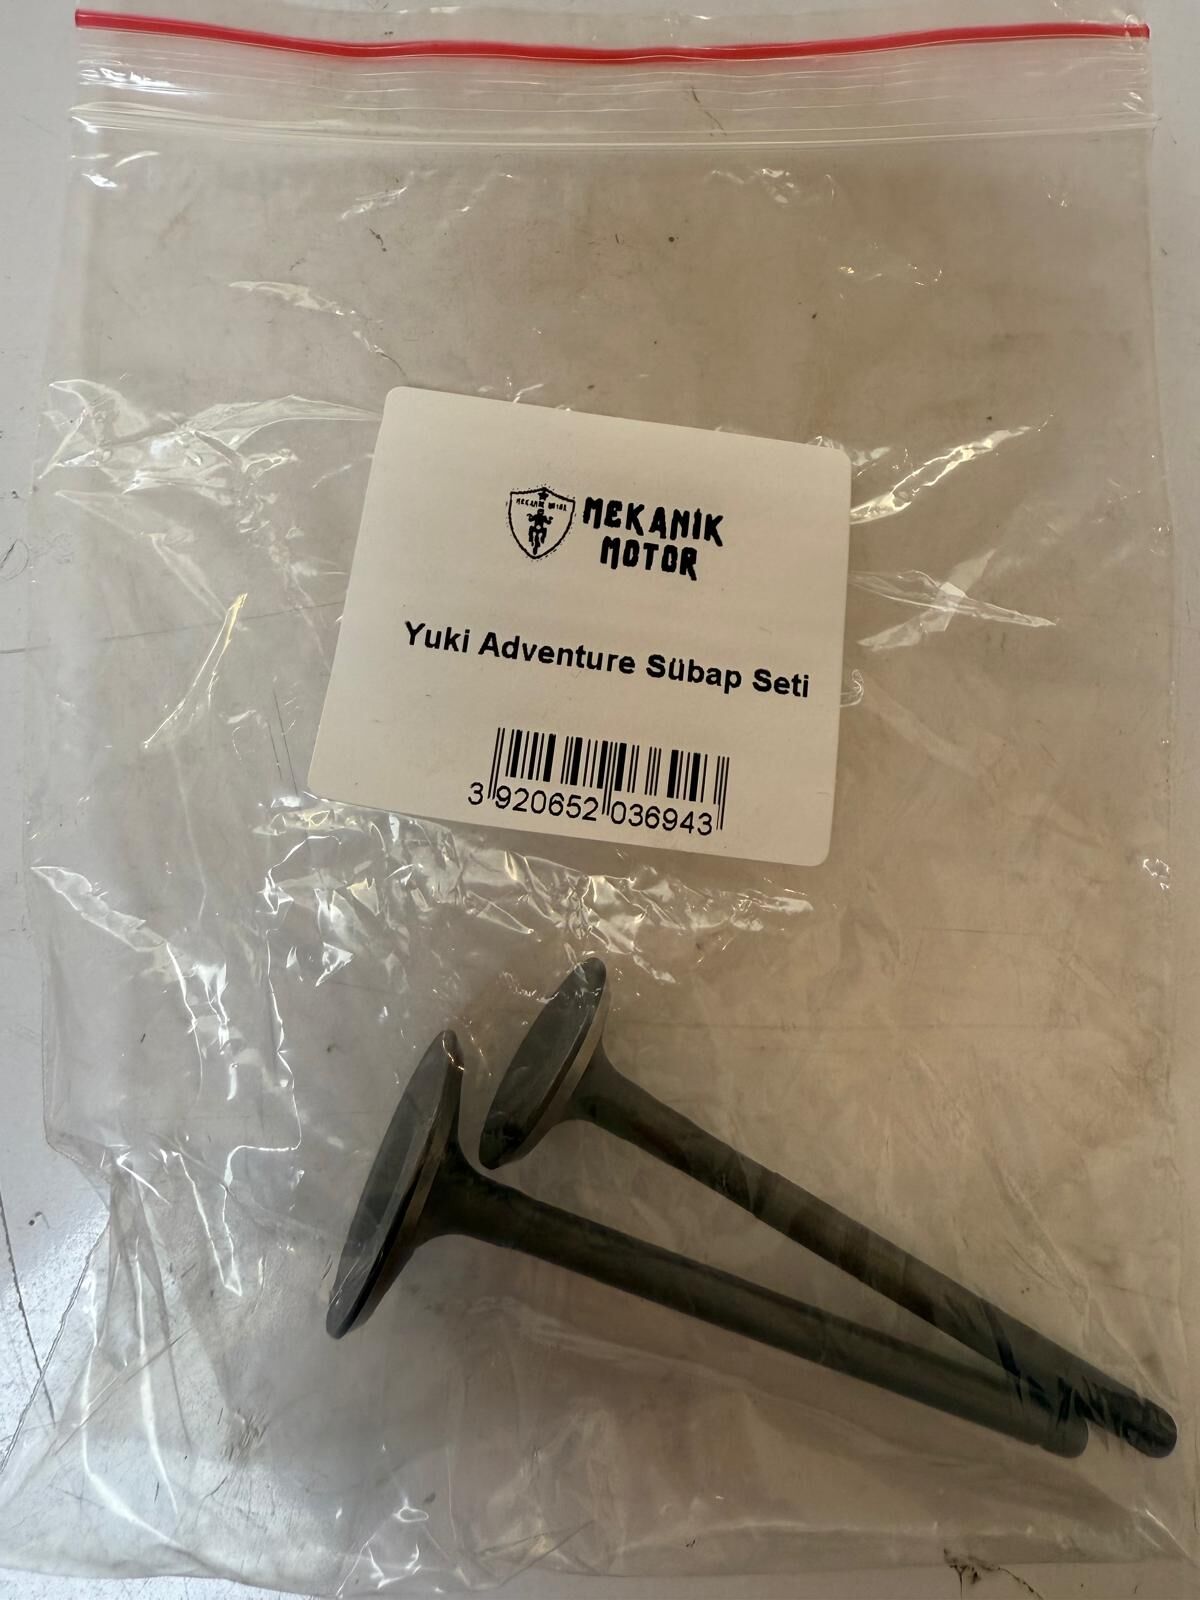 MEKANİK
MOTOR
Yuki Adventure Sübap Seti
3 920652 036943